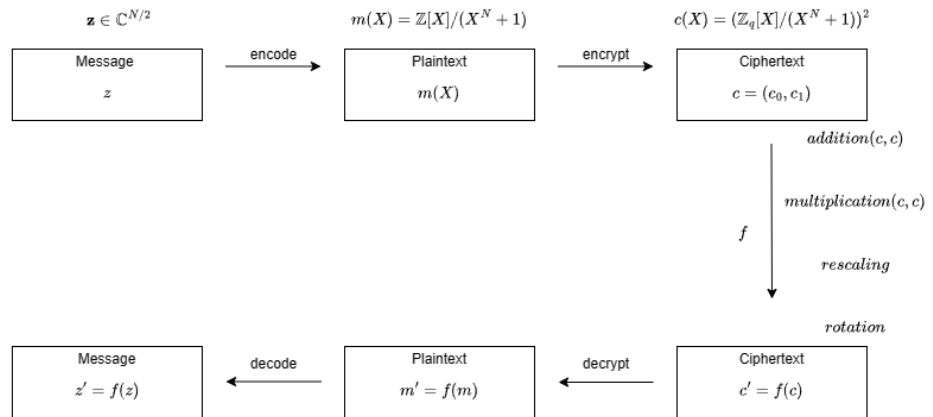 𝐳 ∈ ℂ^{N/2}
m(X) = ℤ[X]/(X^N + 1)
c(X) = (ℤ_q[X]/(X^N + 1))^2
Message
z
encode
Plaintext
m(X)
encrypt
Ciphertext
c = (c_0, c_1)
addition(c, c)
multiplication(c, c)
f
rescaling
rotation
Message
z′ = f(z)
decode
Plaintext
m′ = f(m)
decrypt
Ciphertext
c′ = f(c)